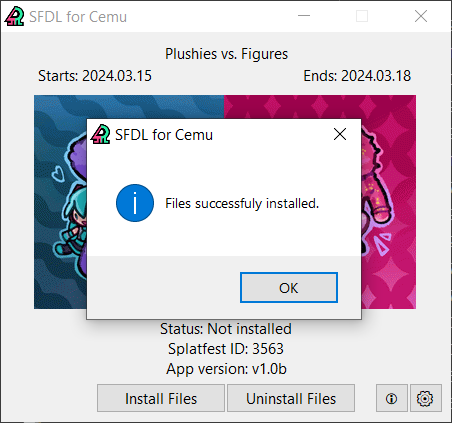 SFDL for Cemu
Plushies vs. Figures
Starts: 2024.03.15
Ends: 2024.03.18
SFDL for Cemu
Files successfuly installed.
OK
Status: Not installed
Splatfest ID: 3563
App version: v1.0b
Install Files
Uninstall Files